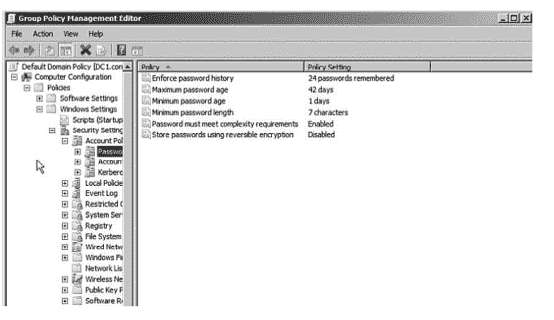 Group Policy Management Editor
File Action View Help
Default Domain Policy [DC1.con
Computer Configuration
Policies
Software Settings
Windows Settings
Scripts (Startup
Security Setting
Account Pol
Passwo
Accoun
Kerberc
Local Policie
Event Log
Restricted G
System Ser
Registry
File System
Wired Netw
Windows Fi
Network Lis
Wireless Ne
Public Key P
Software R
Policy Policy Setting
Enforce password history 24 passwords remembered
Maximum password age 42 days
Minimum password age 1 days
Minimum password length 7 characters
Password must meet complexity requirements Enabled
Store passwords using reversible encryption Disabled